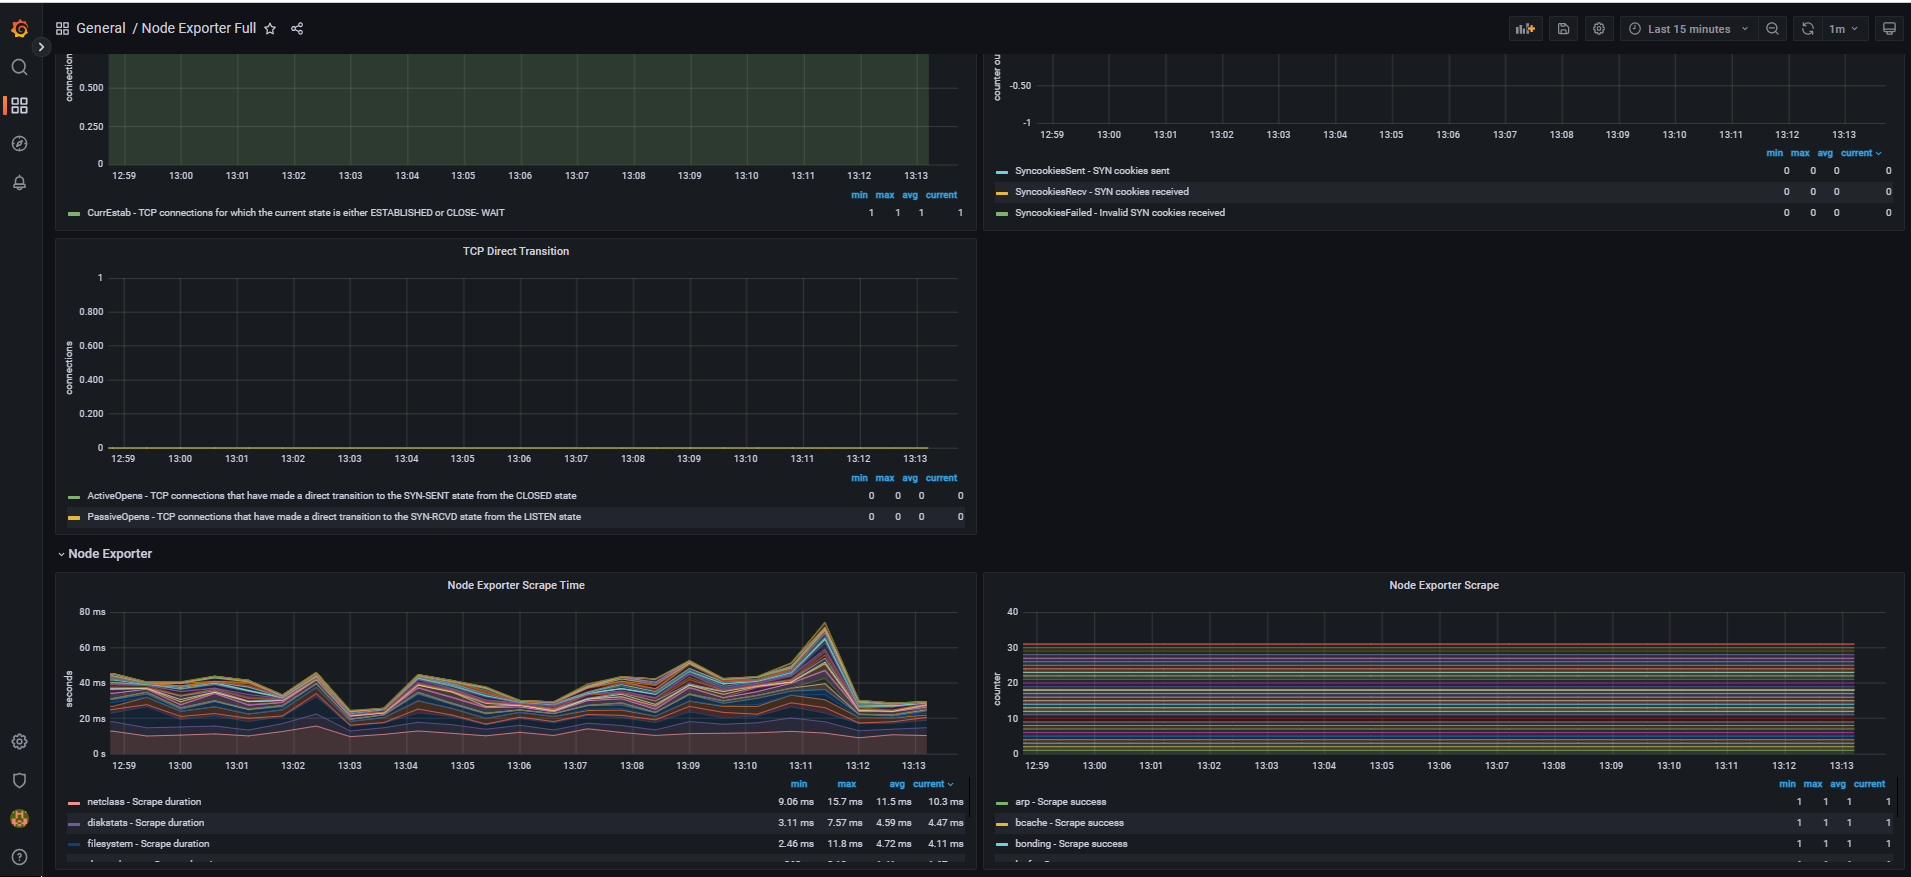 General / Node Exporter Full
Last 15 minutes
1m
connection
0.500
0.250
0
12:59 13:00 13:01 13:02 13:03 13:04 13:05 13:06 13:07 13:08 13:09 13:10 13:11 13:12 13:13
min max avg current
CurrEstab - TCP connections for which the current state is either ESTABLISHED or CLOSE- WAIT 1 1 1 1
counter ou
-0.50
-1
12:59 13:00 13:01 13:02 13:03 13:04 13:05 13:06 13:07 13:08 13:09 13:10 13:11 13:12 13:13
min max avg current
SyncookiesSent - SYN cookies sent 0 0 0 0
SyncookiesRecv - SYN cookies received 0 0 0 0
SyncookiesFailed - Invalid SYN cookies received 0 0 0 0
TCP Direct Transition
connections
1
0.800
0.600
0.400
0.200
0
12:59 13:00 13:01 13:02 13:03 13:04 13:05 13:06 13:07 13:08 13:09 13:10 13:11 13:12 13:13
min max avg current
ActiveOpens - TCP connections that have made a direct transition to the SYN-SENT state from the CLOSED state 0 0 0 0
PassiveOpens - TCP connections that have made a direct transition to the SYN-RCVD state from the LISTEN state 0 0 0 0
Node Exporter
Node Exporter Scrape Time
seconds
80 ms
60 ms
40 ms
20 ms
0 s
12:59 13:00 13:01 13:02 13:03 13:04 13:05 13:06 13:07 13:08 13:09 13:10 13:11 13:12 13:13
min max avg current
netclass - Scrape duration 9.06 ms 15.7 ms 11.5 ms 10.3 ms
diskstats - Scrape duration 3.11 ms 7.57 ms 4.59 ms 4.47 ms
filesystem - Scrape duration 2.46 ms 11.8 ms 4.72 ms 4.11 ms
Node Exporter Scrape
counter
40
30
20
10
0
12:59 13:00 13:01 13:02 13:03 13:04 13:05 13:06 13:07 13:08 13:09 13:10 13:11 13:12 13:13
min max avg current
arp - Scrape success 1 1 1 1
bcache - Scrape success 1 1 1 1
bonding - Scrape success 1 1 1 1